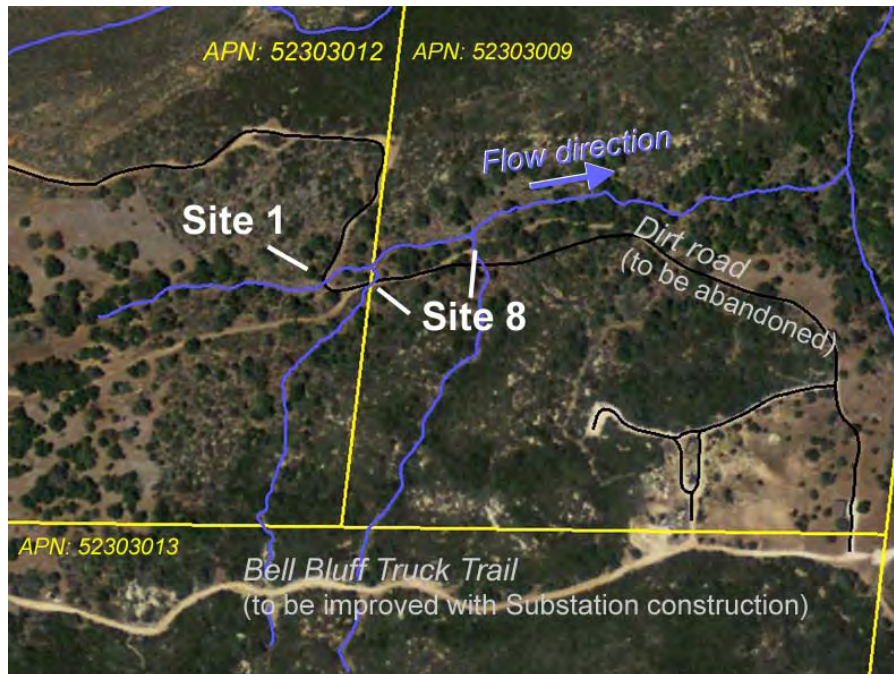 APN: 52303012
APN: 52303009
Flow direction
Site 1
Dirt road
(to be abandoned)
Site 8
APN: 52303013
Bell Bluff Truck Trail
(to be improved with Substation construction)